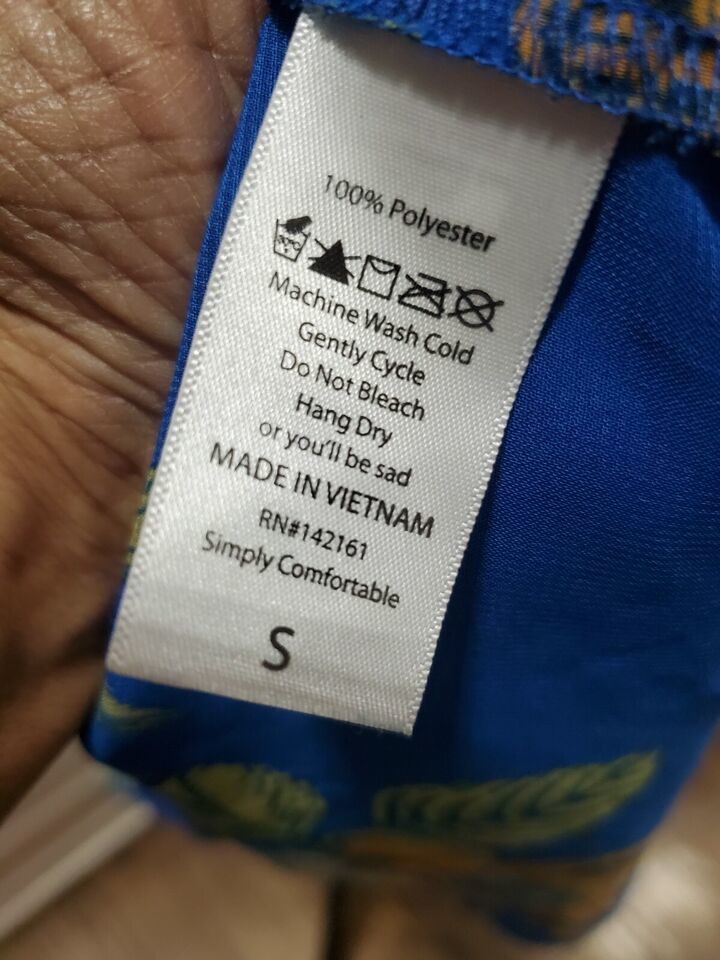 100% Polyester
30°C
Machine Wash Cold
Gently Cycle
Do Not Bleach
Hang Dry
or you'll be sad
MADE IN VIETNAM
RN#142161
Simply Comfortable
S